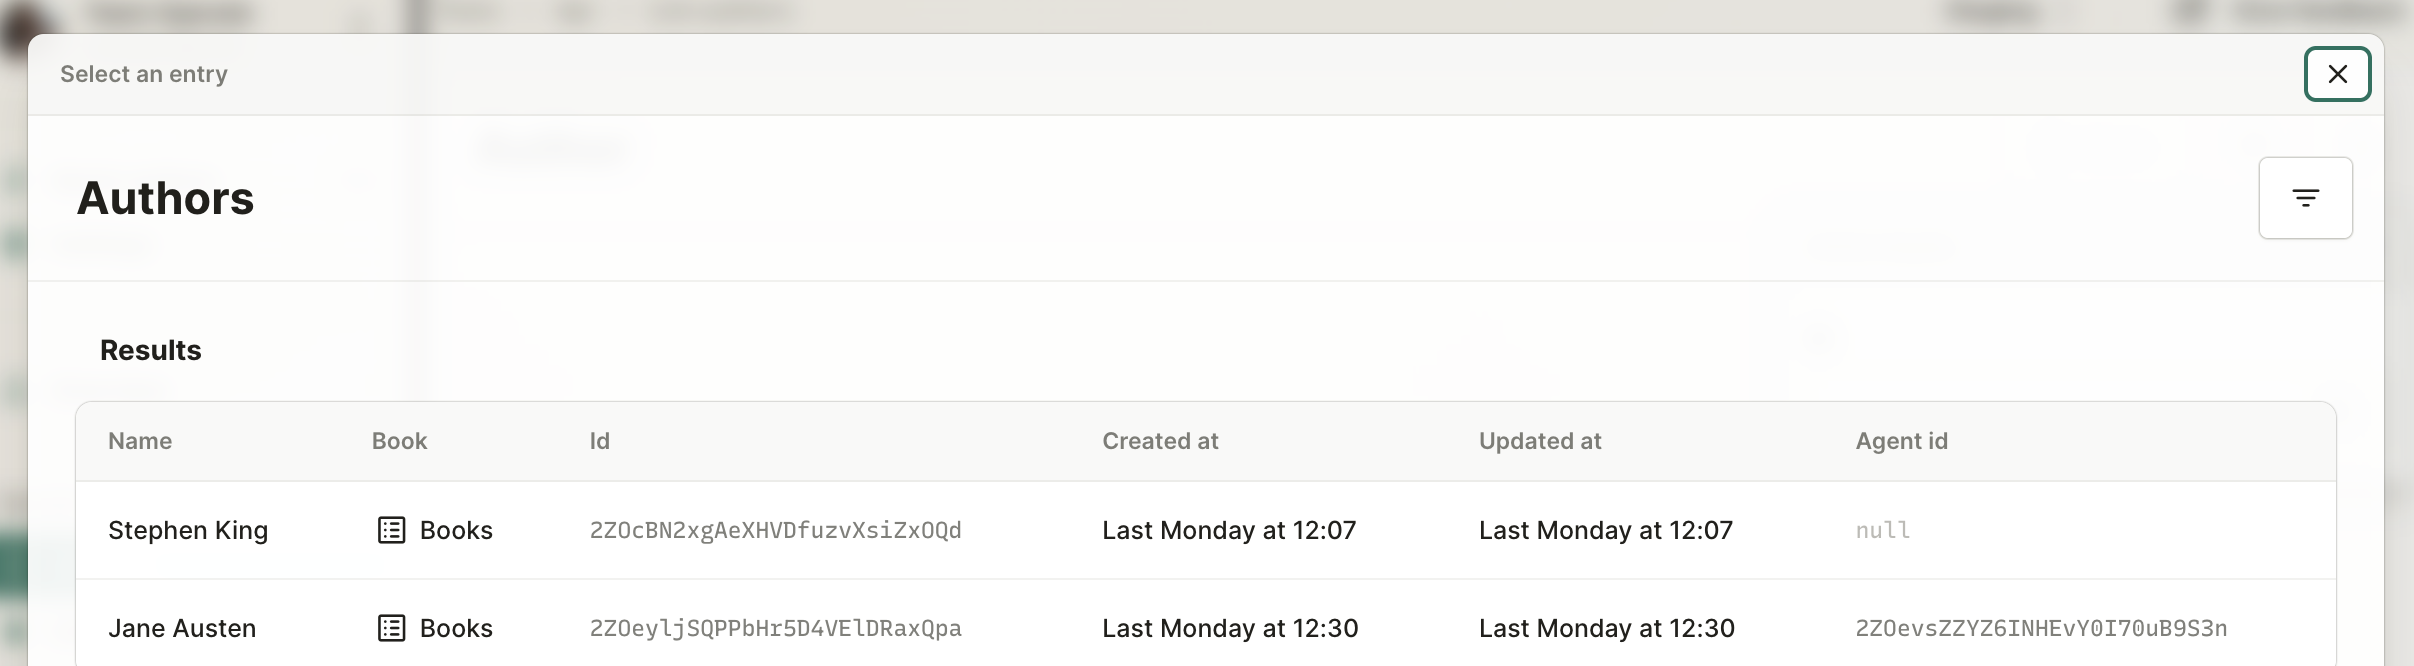 Select an entry
Authors
Results
Name Book Id Created at Updated at Agent id
Stephen King Books 2ZOcBN2xgAeXHVDfuzvXsiZxOQd Last Monday at 12:07 Last Monday at 12:07 null
Jane Austen Books 2ZOeyljSQPPbHr5D4VElDRaxQpa Last Monday at 12:30 Last Monday at 12:30 2ZOevsZZYZ6INHEvY0I70uB9S3n